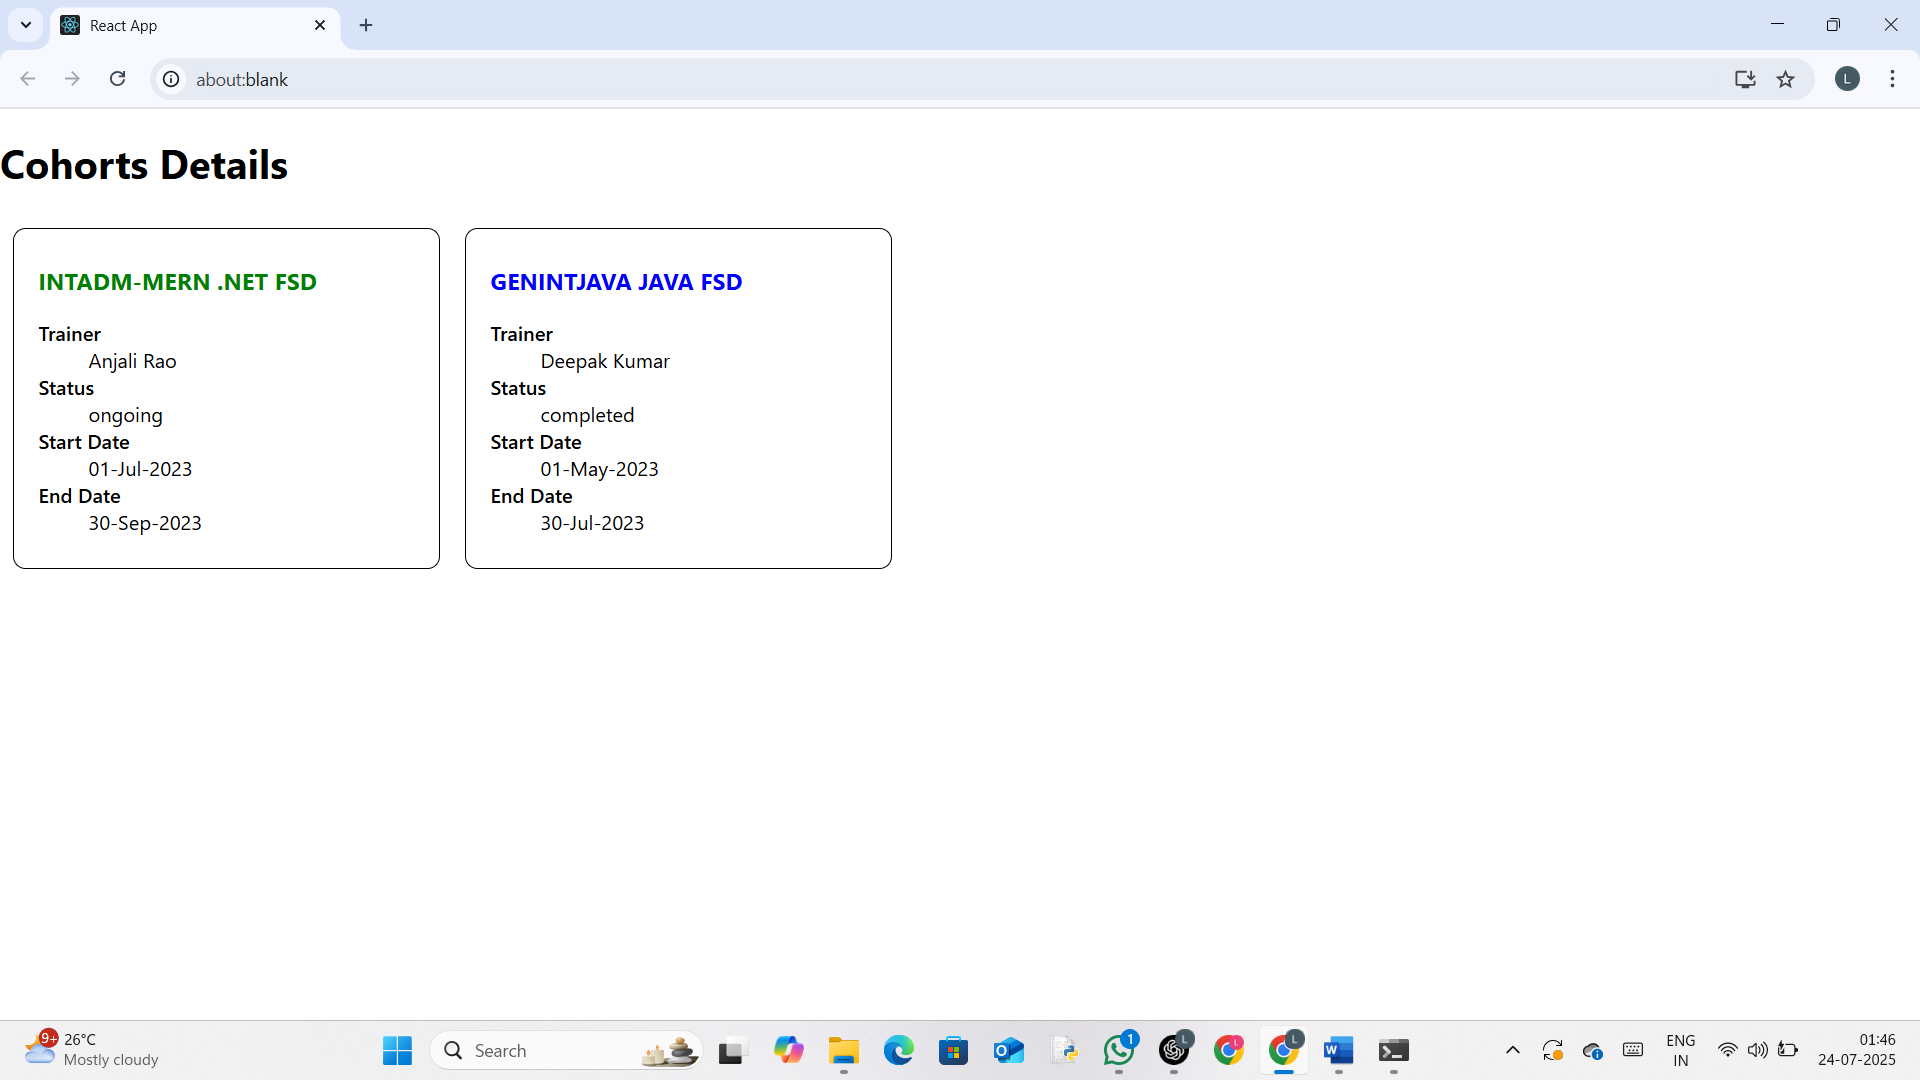 React App
about:blank
L
Cohorts Details
INTADM-MERN .NET FSD
Trainer
Anjali Rao
Status
ongoing
Start Date
01-Jul-2023
End Date
30-Sep-2023
GENINTJAVA JAVA FSD
Trainer
Deepak Kumar
Status
completed
Start Date
01-May-2023
End Date
30-Jul-2023
9+
26°C
Mostly cloudy
Search
1
L
L
L
W
ENG
IN
01:46
24-07-2025